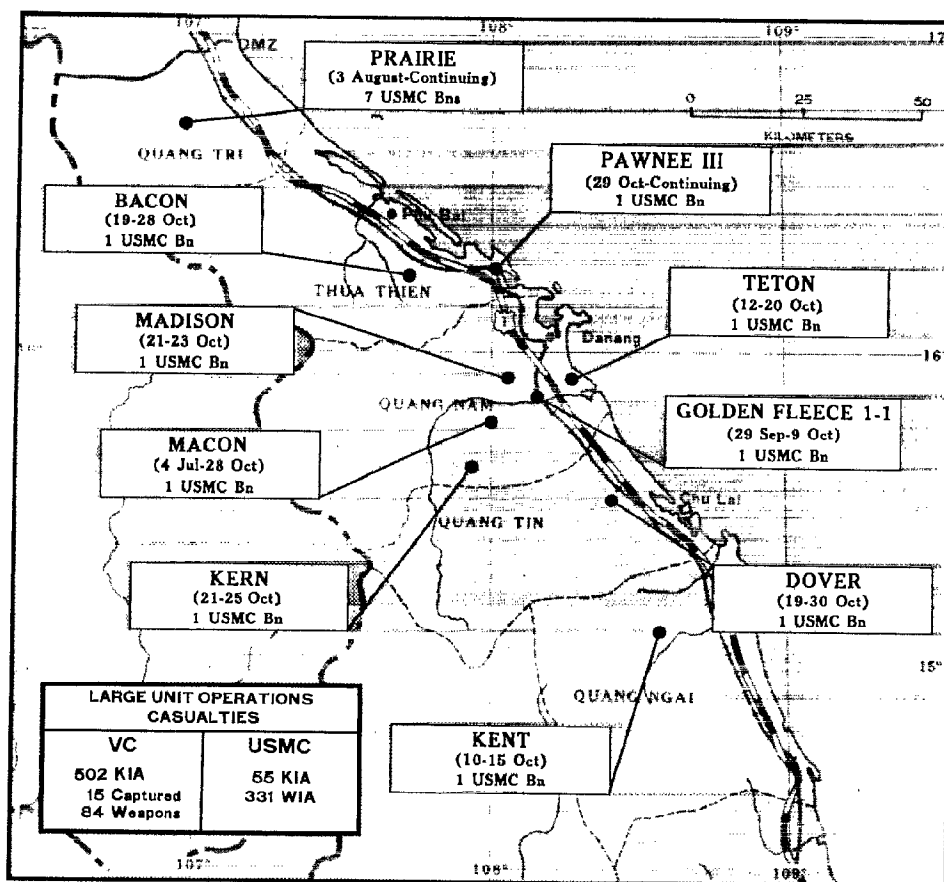 107°
108°
109°
17
DMZ
PRAIRIE
(3 August-Continuing)
7 USMC Bns
0 25 50
KILOMETERS
QUANG TRI
PAWNEE III
(29 Oct-Continuing)
1 USMC Bn
BACON
(19-28 Oct)
1 USMC Bn
Phu Bai
THUA THIEN
TETON
(12-20 Oct)
1 USMC Bn
MADISON
(21-23 Oct)
1 USMC Bn
1
Danang
16°
QUANG NAM
GOLDEN FLEECE 1-1
(29 Sep-9 Oct)
1 USMC Bn
MACON
(4 Jul-28 Oct)
1 USMC Bn
Chu Lai
QUANG TIN
KERN
(21-25 Oct)
1 USMC Bn
DOVER
(19-30 Oct)
1 USMC Bn
15°
QUANG NGAI
LARGE UNIT OPERATIONS
CASUALTIES
VC USMC
502 KIA 55 KIA
15 Captured 331 WIA
84 Weapons
KENT
(10-15 Oct)
1 USMC Bn
107°
108°
109°